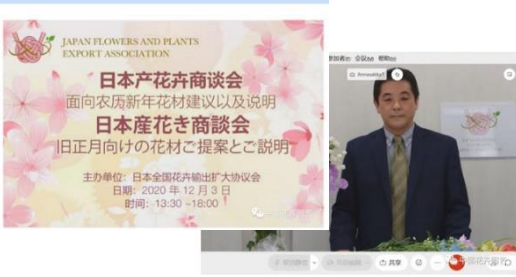 JAPAN FLOWERS AND PLANTS
EXPORT ASSOCIATION
日本产花卉商谈会
面向农历新年花材建议以及说明
日本産花き商談会
旧正月向けの花材ご提案とご説明
主办单位：日本全国花卉输出扩大协议会
日期：2020 年 12 月 3 日
时间：13:30 -18:00
会议(M) 帮助(H)
共享